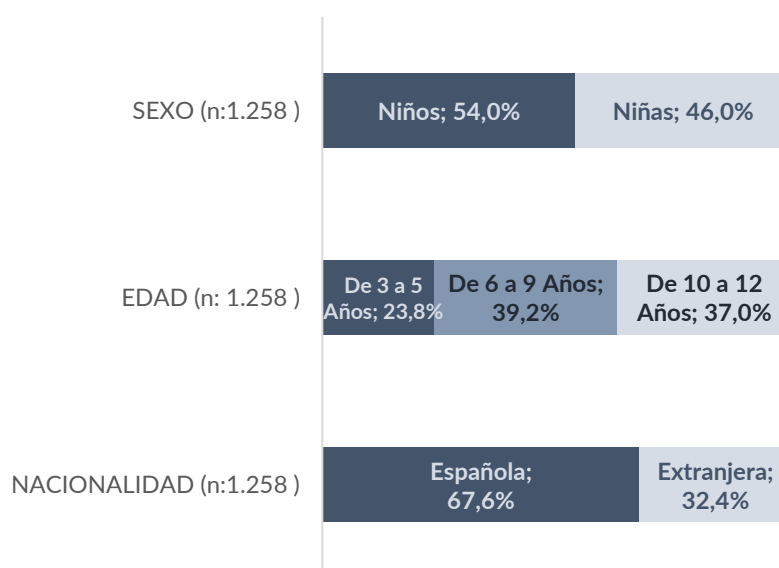 SEXO (n:1.258 )
Niños; 54,0%
Niñas; 46,0%
EDAD (n: 1.258 )
De 3 a 5
Años; 23,8%
De 6 a 9 Años;
39,2%
De 10 a 12
Años; 37,0%
NACIONALIDAD (n:1.258 )
Española;
67,6%
Extranjera;
32,4%